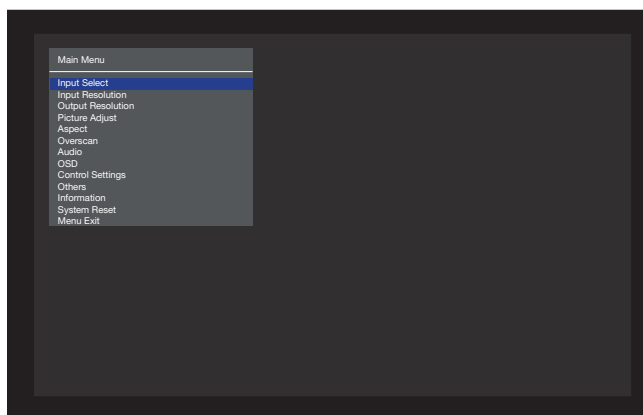 Main Menu
Input Select
Input Resolution
Output Resolution
Picture Adjust
Aspect
Overscan
Audio
OSD
Control Settings
Others
Information
System Reset
Menu Exit